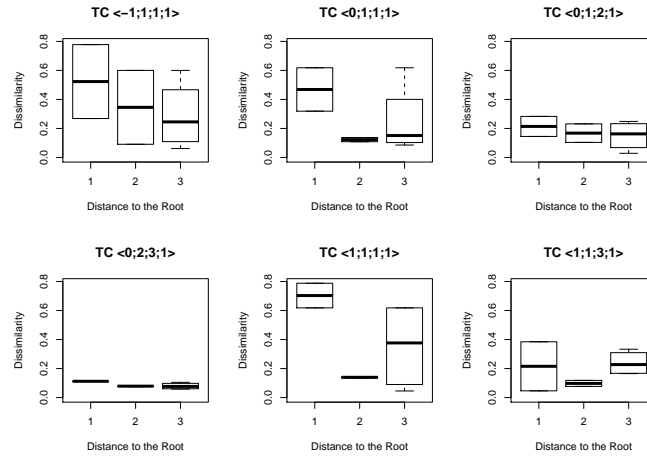 TC <−1;1;1;1>
Dissimilarity
0.8
0.6
0.4
0.2
0.0
1 2 3
Distance to the Root
TC <0;1;1;1>
Dissimilarity
0.8
0.6
0.4
0.2
0.0
1 2 3
Distance to the Root
TC <0;1;2;1>
Dissimilarity
0.8
0.6
0.4
0.2
0.0
1 2 3
Distance to the Root
TC <0;2;3;1>
Dissimilarity
0.8
0.6
0.4
0.2
0.0
1 2 3
Distance to the Root
TC <1;1;1;1>
Dissimilarity
0.8
0.6
0.4
0.2
0.0
1 2 3
Distance to the Root
TC <1;1;3;1>
Dissimilarity
0.8
0.6
0.4
0.2
0.0
1 2 3
Distance to the Root